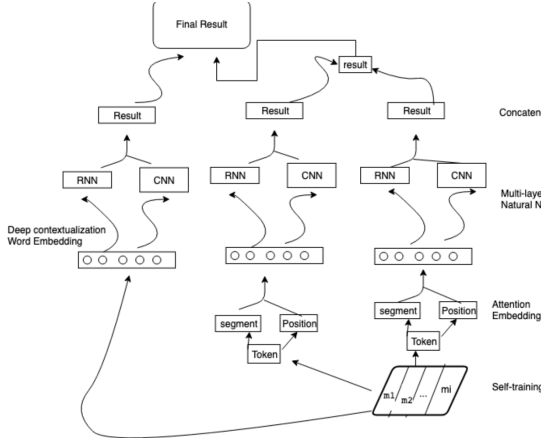 Final Result
result
Result
Result
Result
Concaten
RNN
CNN
RNN
CNN
RNN
CNN
Multi-laye
Natural N
Deep contextualization
Word Embedding
segment
Position
segment
Position
Attention
Embedding
Token
Token
m1
m2
...
mi
Self-training